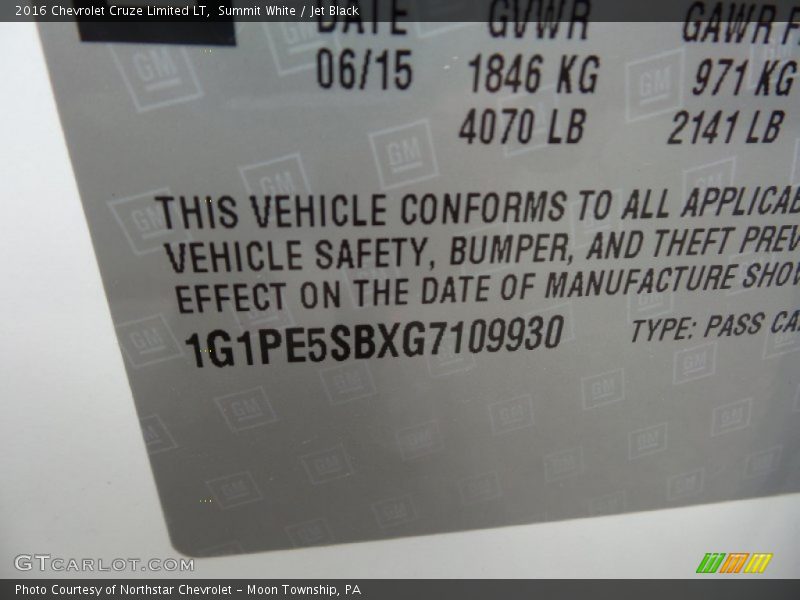 2016 Chevrolet Cruze Limited LT, Summit White / Jet Black
DATE GVWR GAWR
06/15 1846 KG 971 KG
4070 LB 2141 LB
THIS VEHICLE CONFORMS TO ALL APPLICAB
VEHICLE SAFETY, BUMPER, AND THEFT PREV
EFFECT ON THE DATE OF MANUFACTURE SHOW
1G1PE5SBXG7109930 TYPE: PASS CA
GTCARLOT.COM
Photo Courtesy of Northstar Chevrolet - Moon Township, PA